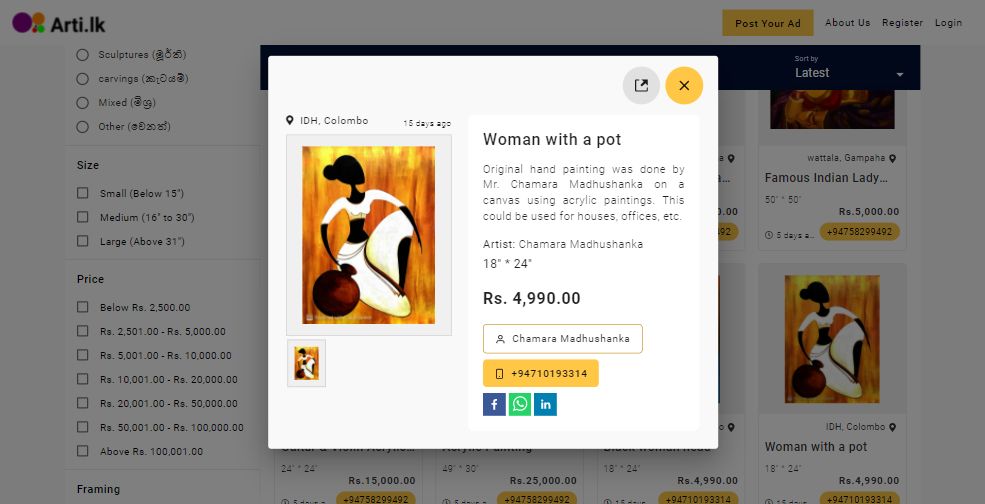 Arti.lk
Post Your Ad
About Us
Register
Login
Sculptures (මූර්ති)
carvings (කැටයම්)
Mixed (මිශ්‍ර)
Other (වෙනත්)
Size
Small (Below 15")
Medium (16" to 30")
Large (Above 31")
Price
Below Rs. 2,500.00
Rs. 2,501.00 - Rs. 5,000.00
Rs. 5,001.00 - Rs. 10,000.00
Rs. 10,001.00 - Rs. 20,000.00
Rs. 20,001.00 - Rs. 50,000.00
Rs. 50,001.00 - Rs. 100,000.00
Above Rs. 100,001.00
Framing
Sort by
Latest
IDH, Colombo
15 days ago
Woman with a pot
Original hand painting was done by
Mr. Chamara Madhushanka on a
canvas using acrylic paintings. This
could be used for houses, offices, etc.
Artist: Chamara Madhushanka
18" * 24"
Rs. 4,990.00
Chamara Madhushanka
+94710193314
wattala, Gampaha
Famous Indian Lady...
50" * 50"
Rs.5,000.00
5 days a...
+94758299492
IDH, Colombo
Woman with a pot
18" * 24"
Rs.4,990.00
+94710193314
24" * 24"
Rs.15,000.00
+94758299492
49" * 30"
Rs.25,000.00
+94758299492
18" * 24"
Rs.4,990.00
+94710193314